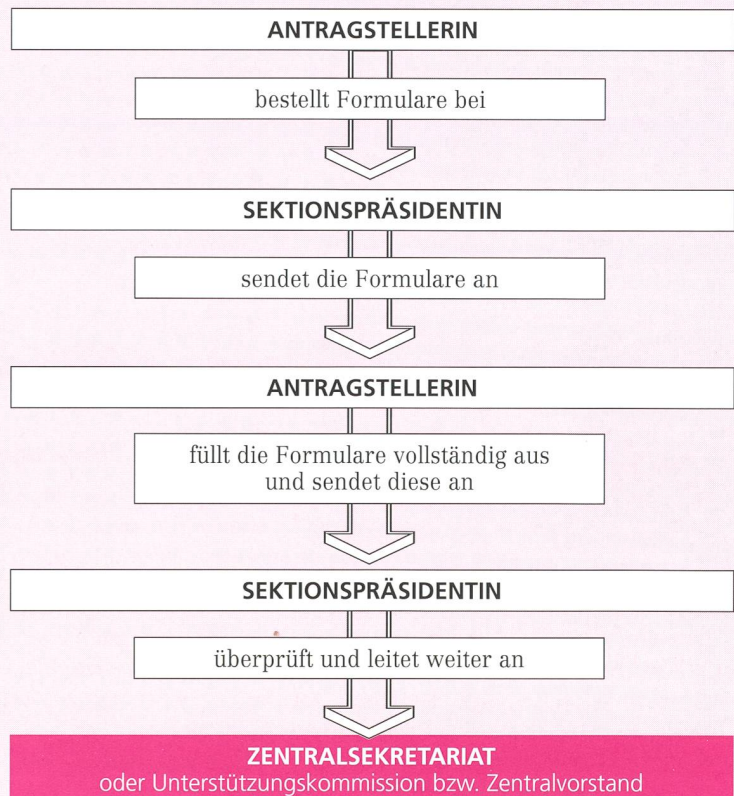 ANTRAGSTELLERIN
bestellt Formulare bei
SEKTIONSPRÄSIDENTIN
sendet die Formulare an
ANTRAGSTELLERIN
füllt die Formulare vollständig aus
und sendet diese an
SEKTIONSPRÄSIDENTIN
überprüft und leitet weiter an
ZENTRALSEKRETARIAT
oder Unterstützungskommission bzw. Zentralvorstand